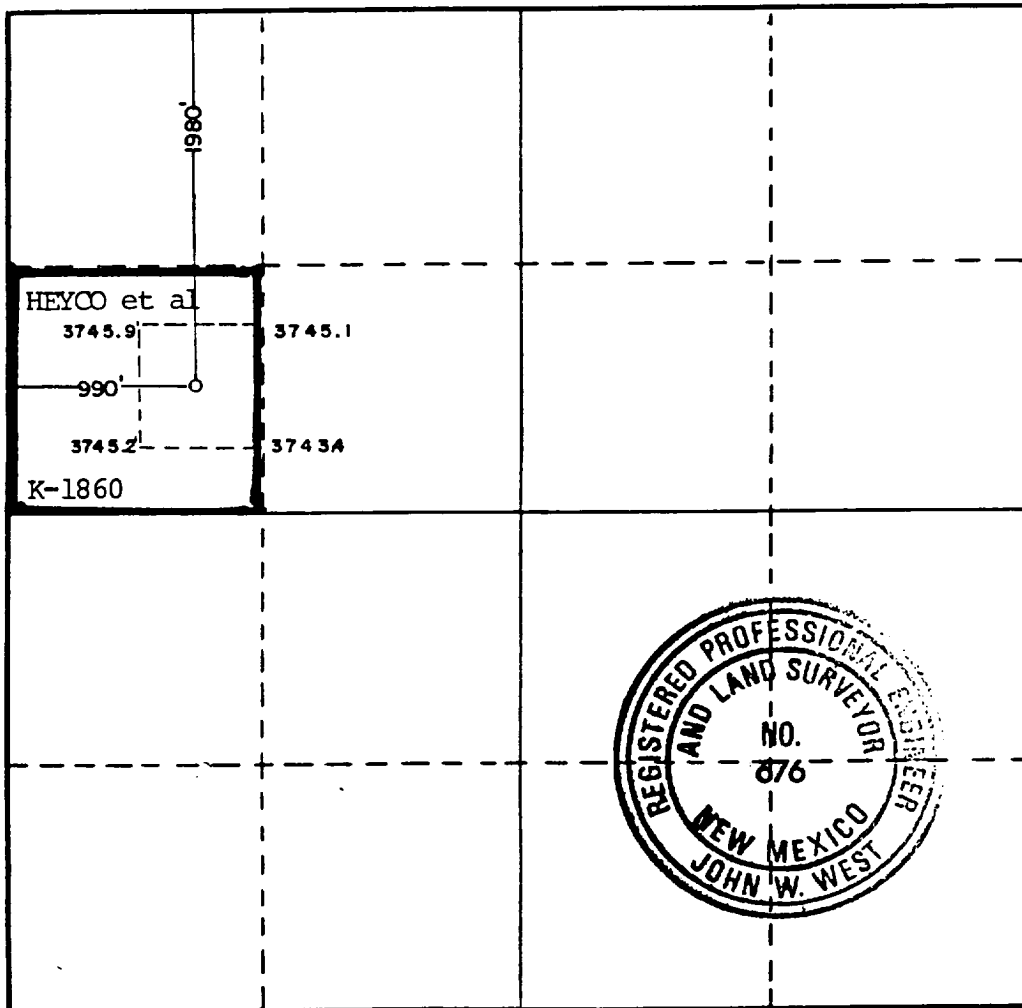 1980'
HEYCO et al
3745.9
3745.1
990'
3745.2
3743.4
K-1860
REGISTERED PROFESSIONAL ENGINEER
AND LAND SURVEYOR
NO.
676
NEW MEXICO
JOHN W. WEST